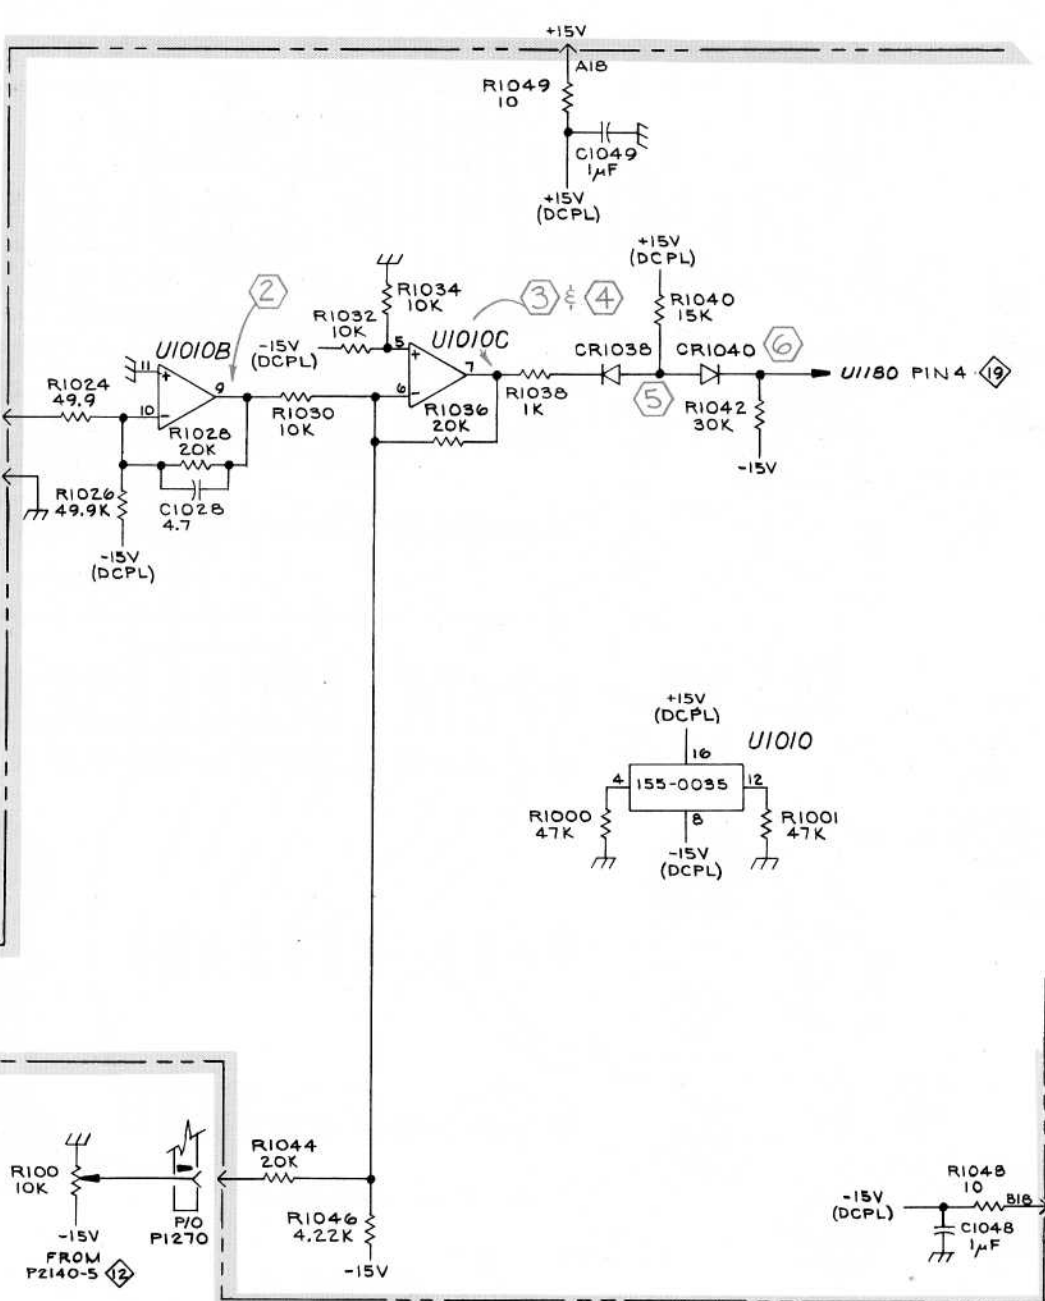 +15V
A18
R1049
10
C1049
1µF
+15V
(DCPL)
+15V
(DCPL)
R1034
10K
2
3 & 4
R1032
10K
R1040
15K
U1010B
-15V
(DCPL)
5
U1010C
7
CR1038
CR1040
6
11
+
+
U1180 PIN 4 19
R1024
49.9
9
6
-
R1038
1K
5
10
-
R1030
10K
R1036
20K
R1042
30K
R1028
20K
-15V
R1026
49.9K
C1028
4.7
-15V
(DCPL)
+15V
(DCPL)
U1010
16
4
155-0035
12
R1000
47K
8
R1001
47K
-15V
(DCPL)
R1044
20K
R100
10K
R1048
10
B18
-15V
(DCPL)
P/O
P1270
R1046
4.22K
C1048
1µF
-15V
FROM
P2140-5 12
-15V